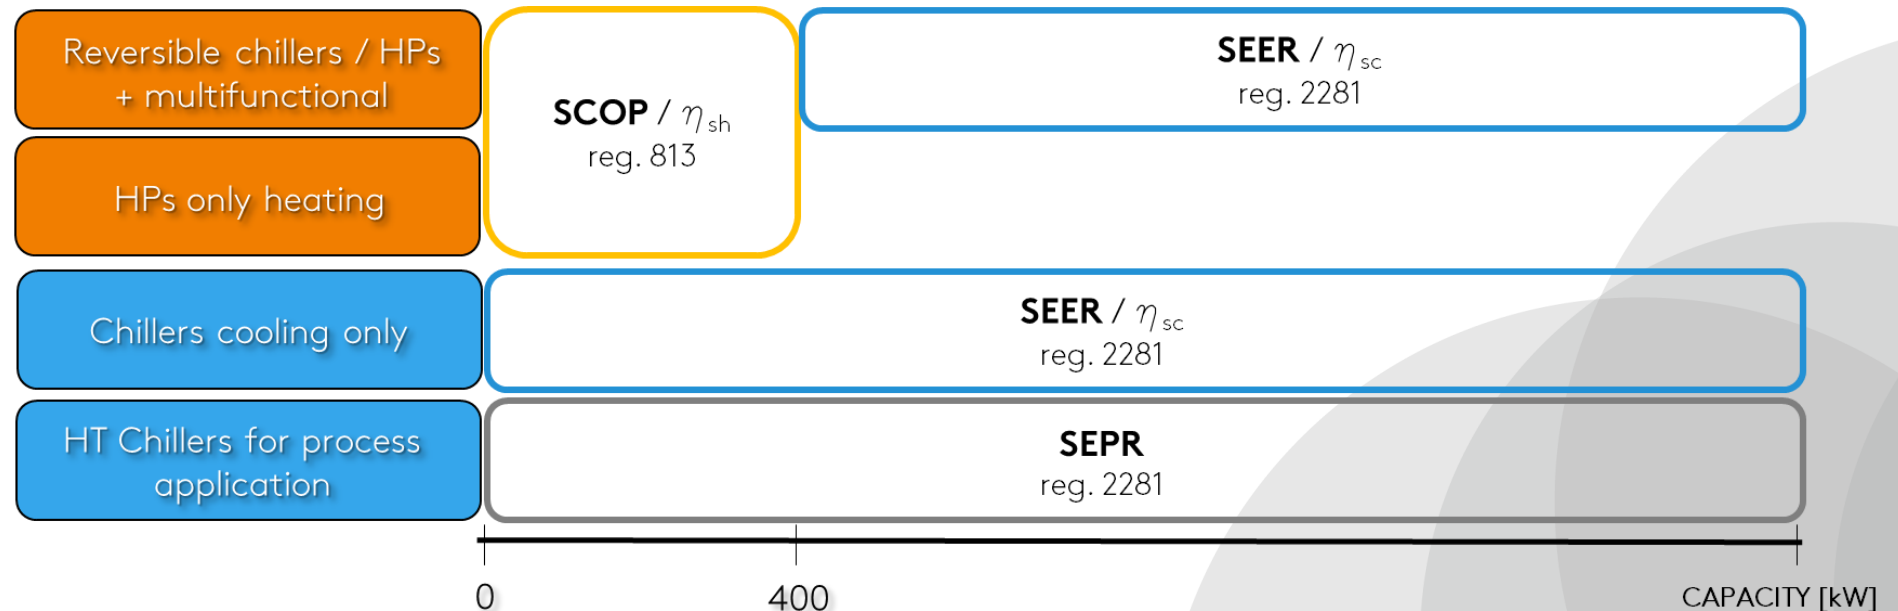 Reversible chillers / HPs
+ multifunctional
SCOP / η sh
reg. 813
SEER / η sc
reg. 2281
HPs only heating
Chillers cooling only
SEER / η sc
reg. 2281
HT Chillers for process
application
SEPR
reg. 2281
0
400
CAPACITY [kW]